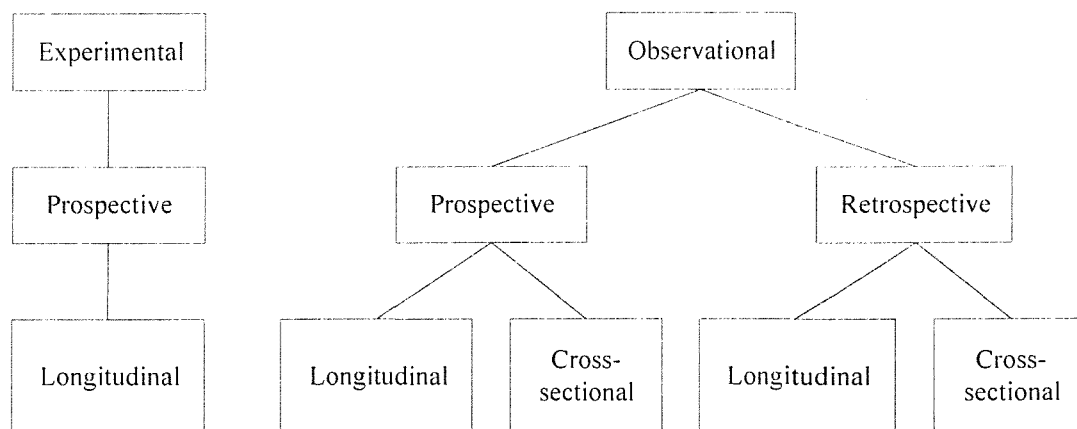 Experimental
Observational
Prospective
Prospective
Retrospective
Longitudinal
Longitudinal
Cross-
sectional
Longitudinal
Cross-
sectional